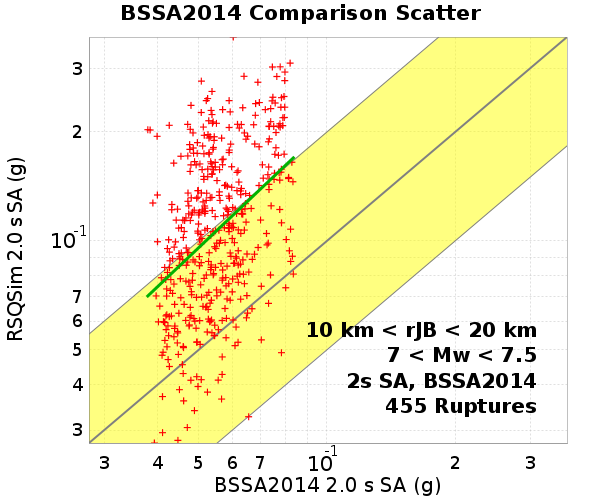 BSSA2014 Comparison Scatter
RSQSim 2.0 s SA (g)
3
2
10⁻¹
7
6
5
4
3
10 km < rJB < 20 km
7 < Mw < 7.5
2s SA, BSSA2014
455 Ruptures
3 4 5 6 7 10⁻¹ 2 3
BSSA2014 2.0 s SA (g)